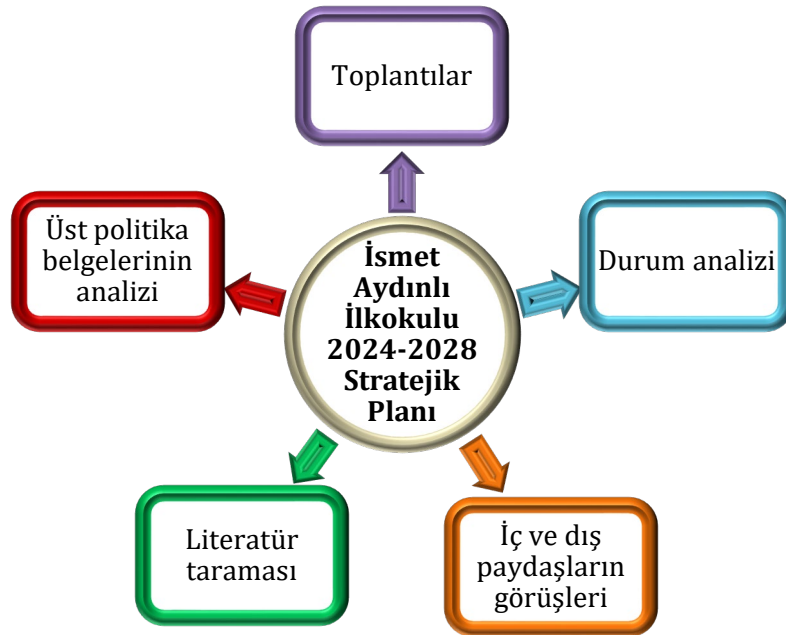 Toplantılar
Üst politika
belgelerinin
analizi
İsmet
Aydınlı
İlkokulu
2024-2028
Stratejik
Planı
Durum analizi
Literatür
taraması
İç ve dış
paydaşların
görüşleri